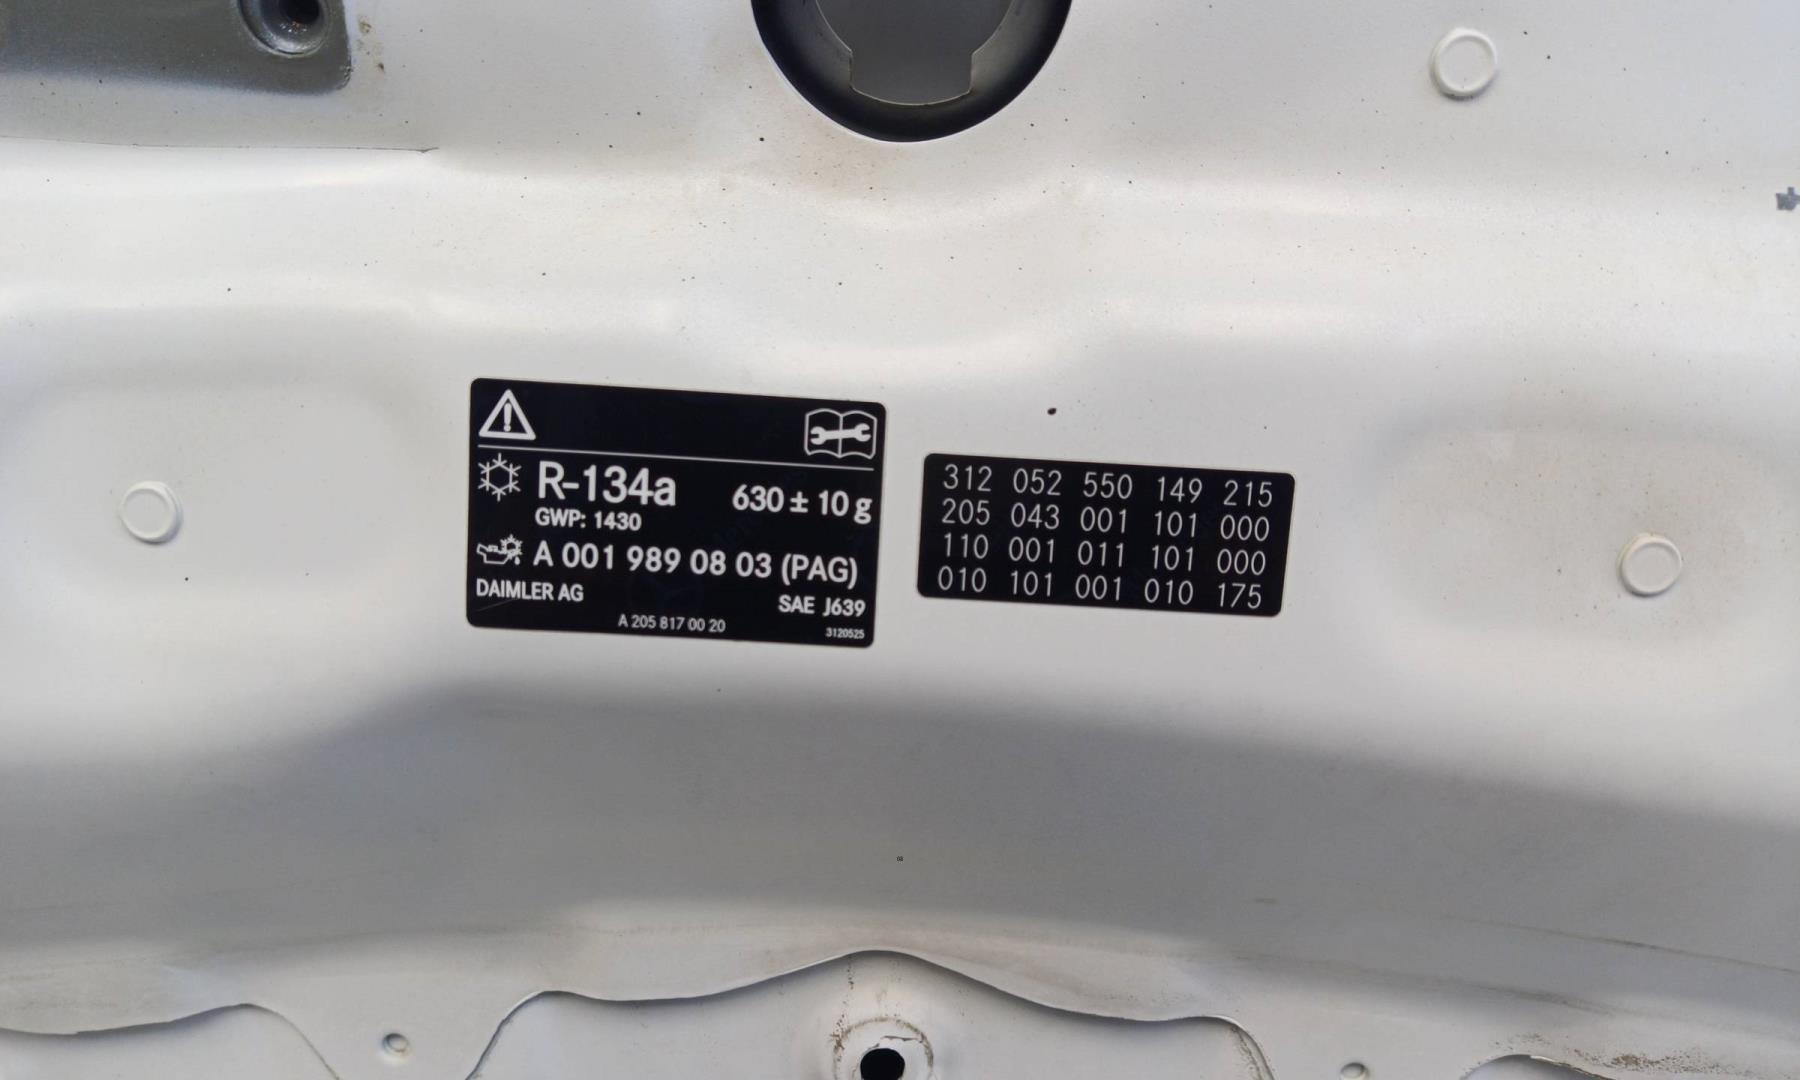 R-134a 630 ± 10 g
GWP: 1430
A 001 989 08 03 (PAG)
DAIMLER AG SAE J639
A 205 817 00 20 3120525
312 052 550 149 215
205 043 001 101 000
110 001 011 101 000
010 101 001 010 175